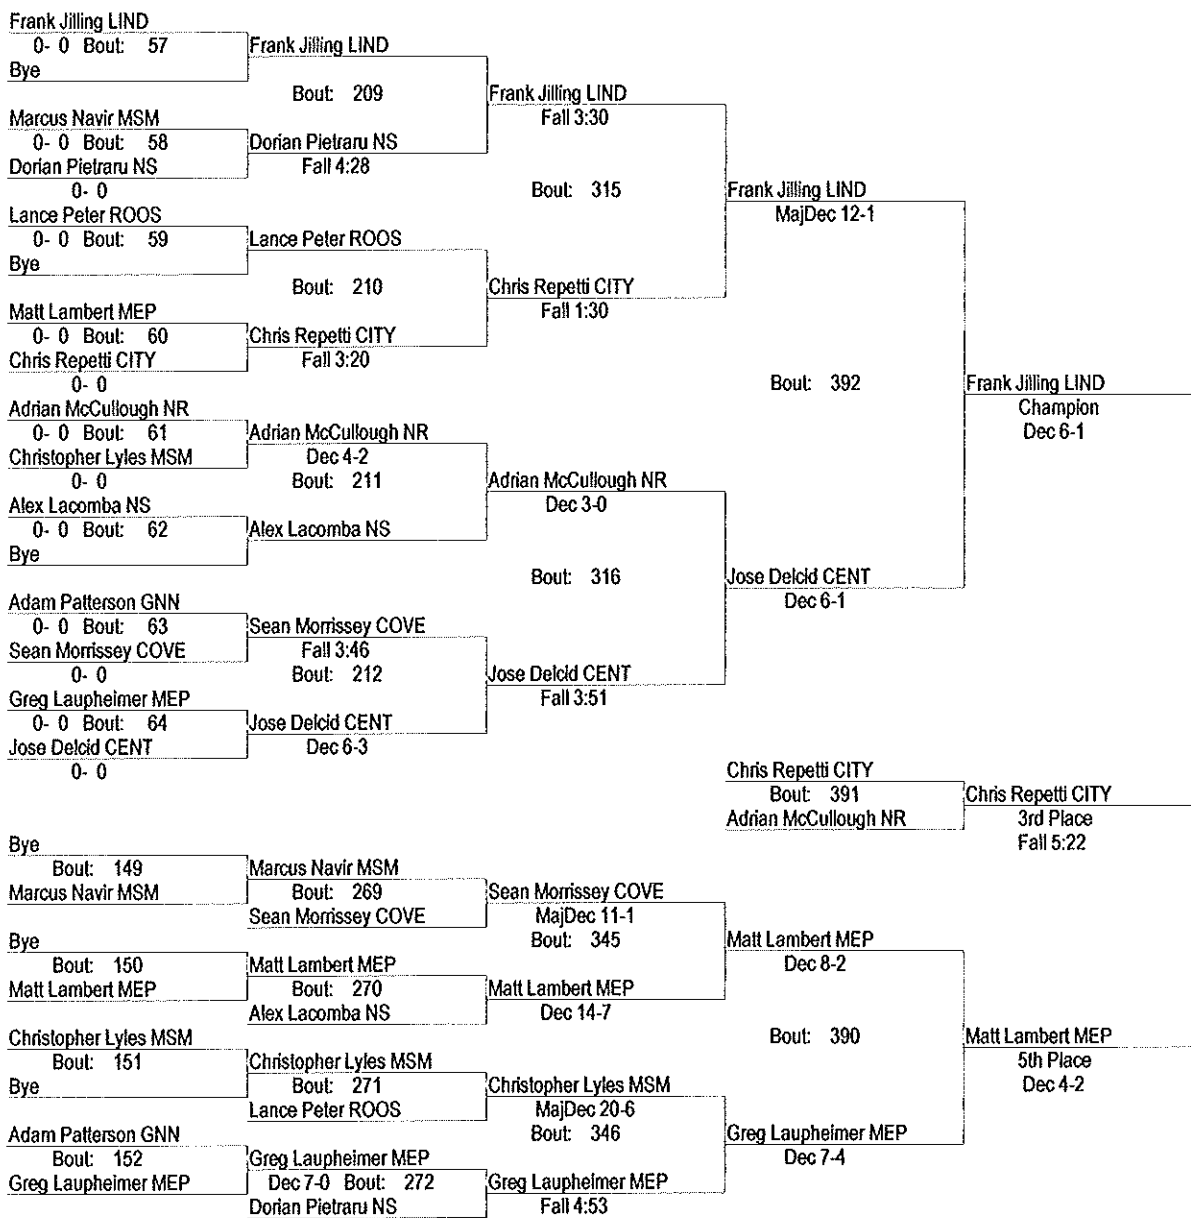 Frank Jilling LIND
0- 0 Bout: 57
Bye
Frank Jilling LIND
Bout: 209
Marcus Navir MSM
0- 0 Bout: 58
Dorian Pietraru NS
0- 0
Dorian Pietraru NS
Fall 4:28
Frank Jilling LIND
Fall 3:30
Bout: 315
Lance Peter ROOS
0- 0 Bout: 59
Bye
Lance Peter ROOS
Bout: 210
Matt Lambert MEP
0- 0 Bout: 60
Chris Repetti CITY
0- 0
Chris Repetti CITY
Fall 3:20
Chris Repetti CITY
Fall 1:30
Frank Jilling LIND
MajDec 12-1
Bout: 392
Adrian McCullough NR
0- 0 Bout: 61
Christopher Lyles MSM
0- 0
Adrian McCullough NR
Dec 4-2
Bout: 211
Alex Lacomba NS
0- 0 Bout: 62
Bye
Alex Lacomba NS
Adrian McCullough NR
Dec 3-0
Bout: 316
Adam Patterson GNN
0- 0 Bout: 63
Sean Morrissey COVE
0- 0
Sean Morrissey COVE
Fall 3:46
Bout: 212
Greg Laupheimer MEP
0- 0 Bout: 64
Jose Delcid CENT
0- 0
Jose Delcid CENT
Dec 6-3
Jose Delcid CENT
Fall 3:51
Jose Delcid CENT
Dec 6-1
Frank Jilling LIND
Champion
Dec 6-1
Chris Repetti CITY
Bout: 391
Adrian McCullough NR
Chris Repetti CITY
3rd Place
Fall 5:22
Bye
Bout: 149
Marcus Navir MSM
Marcus Navir MSM
Bout: 269
Sean Morrissey COVE
Sean Morrissey COVE
MajDec 11-1
Bout: 345
Bye
Bout: 150
Matt Lambert MEP
Matt Lambert MEP
Bout: 270
Alex Lacomba NS
Matt Lambert MEP
Dec 14-7
Matt Lambert MEP
Dec 8-2
Bout: 390
Christopher Lyles MSM
Bout: 151
Bye
Christopher Lyles MSM
Bout: 271
Lance Peter ROOS
Christopher Lyles MSM
MajDec 20-6
Bout: 346
Adam Patterson GNN
Bout: 152
Greg Laupheimer MEP
Greg Laupheimer MEP
Dec 7-0 Bout: 272
Dorian Pietraru NS
Greg Laupheimer MEP
Fall 4:53
Greg Laupheimer MEP
Dec 7-4
Matt Lambert MEP
5th Place
Dec 4-2